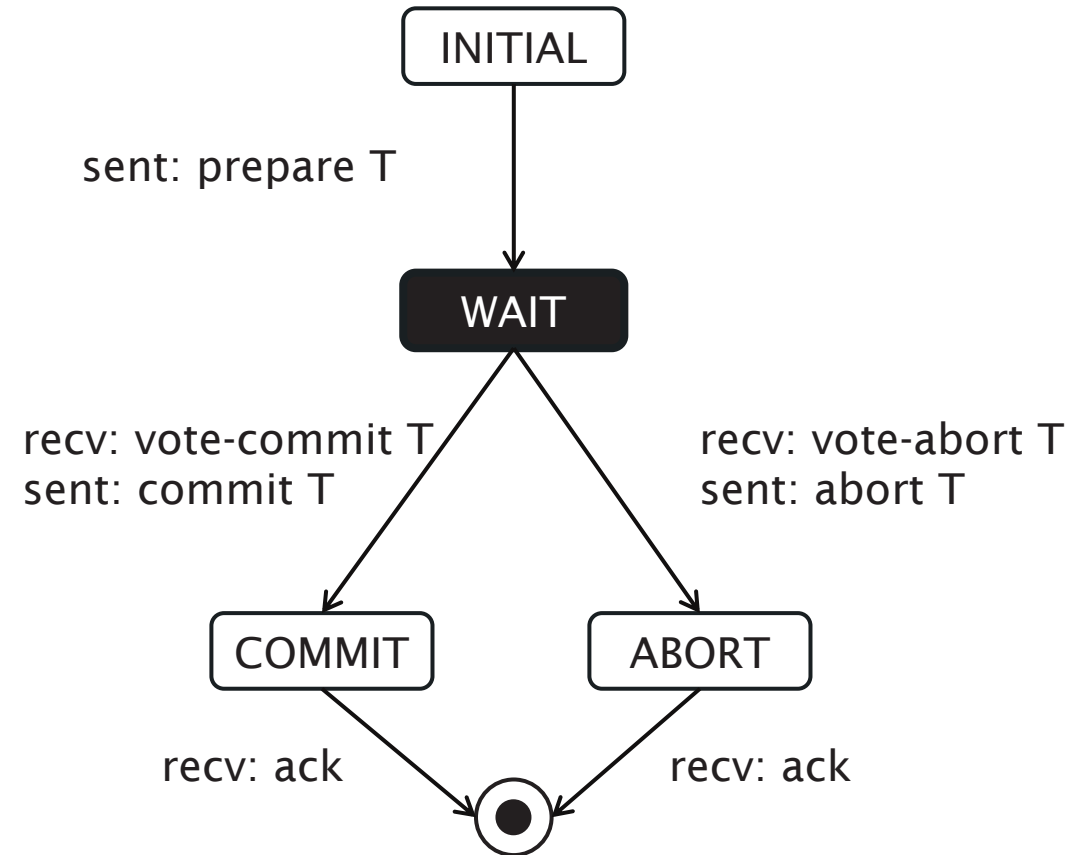 INITIAL
sent: prepare T
WAIT
recv: vote-commit T
sent: commit T
recv: vote-abort T
sent: abort T
COMMIT
ABORT
recv: ack
recv: ack